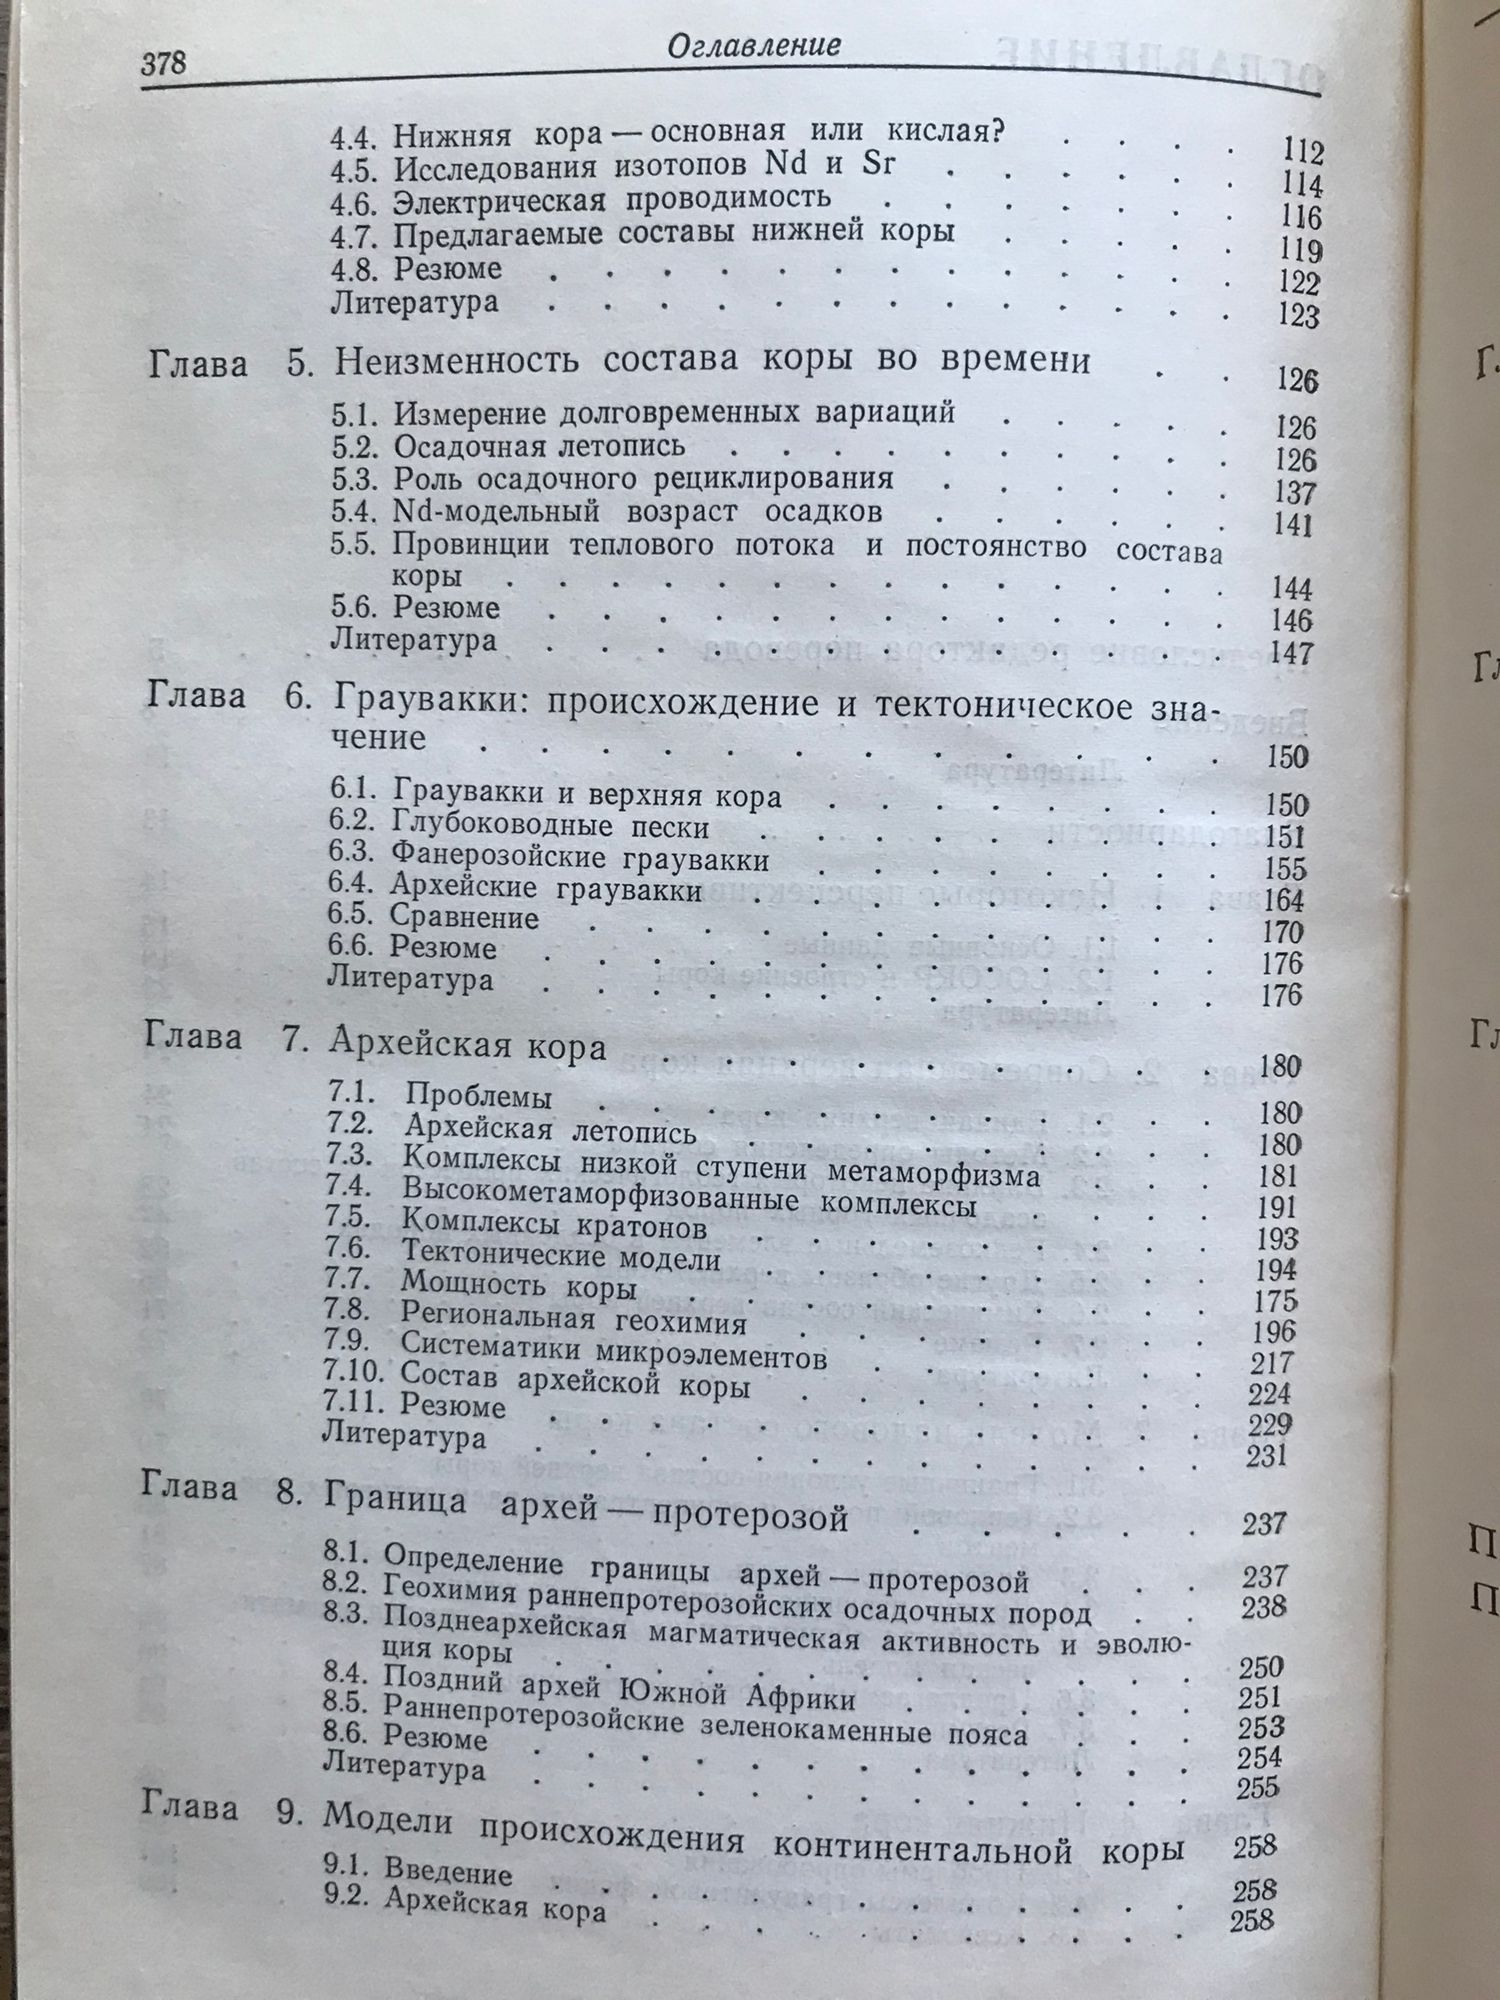 378
Оглавление
4.4. Нижняя кора — основная или кислая? . . . . 112
4.5. Исследования изотопов Nd и Sr . . . . . . 114
4.6. Электрическая проводимость . . . . . . . 116
4.7. Предлагаемые составы нижней коры . . . . . 119
4.8. Резюме . . . . . . . . . . . . . 122
Литература . . . . . . . . . . . . . 123
Глава 5. Неизменность состава коры во времени . . 126
5.1. Измерение долговременных вариаций . . . . . 126
5.2. Осадочная летопись . . . . . . . . . . 126
5.3. Роль осадочного рециклирования . . . . . . 137
5.4. Nd-модельный возраст осадков . . . . . . 141
5.5. Провинции теплового потока и постоянство состава
коры . . . . . . . . . . . . . . 144
5.6. Резюме . . . . . . . . . . . . . 146
Литература . . . . . . . . . . . . . 147
Глава 6. Граувакки: происхождение и тектоническое зна-
чение . . . . . . . . . . . . 150
6.1. Граувакки и верхняя кора . . . . . . . . 150
6.2. Глубоководные пески . . . . . . . . . 151
6.3. Фанерозойские граувакки . . . . . . . . 155
6.4. Архейские граувакки . . . . . . . . . 164
6.5. Сравнение . . . . . . . . . . . . 170
6.6. Резюме . . . . . . . . . . . . . 176
Литература . . . . . . . . . . . . . 176
Глава 7. Архейская кора . . . . . . . . . 180
7.1. Проблемы . . . . . . . . . . . . 180
7.2. Архейская летопись . . . . . . . . . 180
7.3. Комплексы низкой ступени метаморфизма . . . 181
7.4. Высокометаморфизованные комплексы . . . . 191
7.5. Комплексы кратонов . . . . . . . . . 193
7.6. Тектонические модели . . . . . . . . . 194
7.7. Мощность коры . . . . . . . . . . 175
7.8. Региональная геохимия . . . . . . . . 196
7.9. Систематики микроэлементов . . . . . . . 217
7.10. Состав архейской коры . . . . . . . . 224
7.11. Резюме . . . . . . . . . . . . . 229
Литература . . . . . . . . . . . . . 231
Глава 8. Граница архей — протерозой . . . . . . 237
8.1. Определение границы архей — протерозой . . . 237
8.2. Геохимия раннепротерозойских осадочных пород . . 238
8.3. Позднеархейская магматическая активность и эволю-
ция коры . . . . . . . . . . . . . 250
8.4. Поздний архей Южной Африки . . . . . . 251
8.5. Раннепротерозойские зеленокаменные пояса . . . 253
8.6. Резюме . . . . . . . . . . . . . 254
Литература . . . . . . . . . . . . . 255
Глава 9. Модели происхождения континентальной коры 258
9.1. Введение . . . . . . . . . . . . . 258
9.2. Архейская кора . . . . . . . . . . . 258